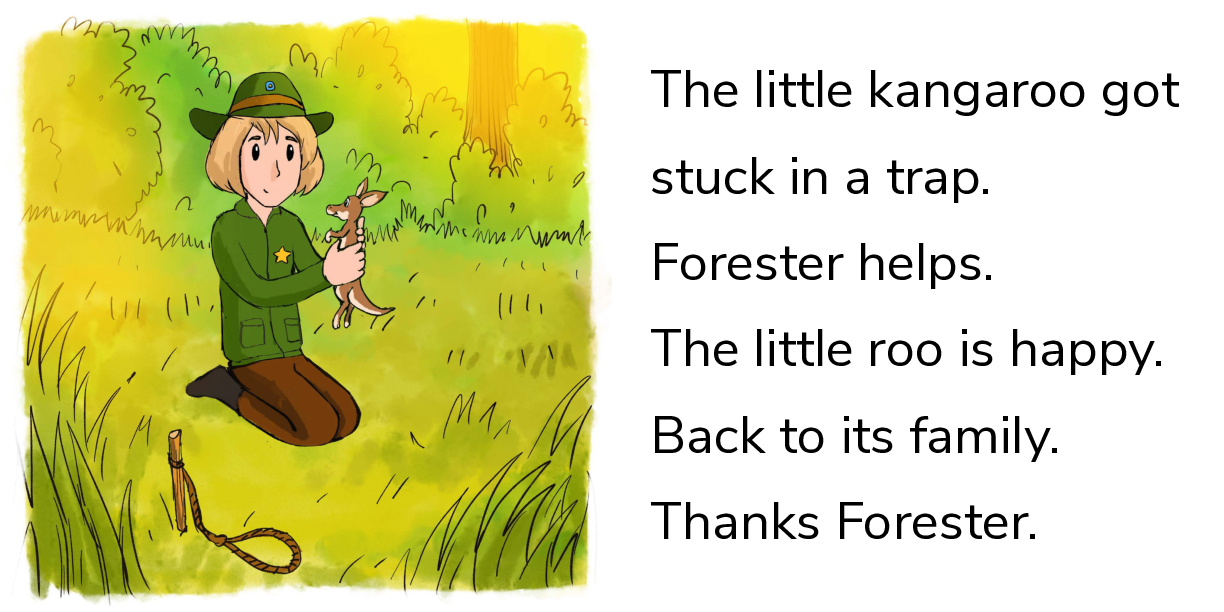 The little kangaroo got
stuck in a trap.
Forester helps.
The little roo is happy.
Back to its family.
Thanks Forester.